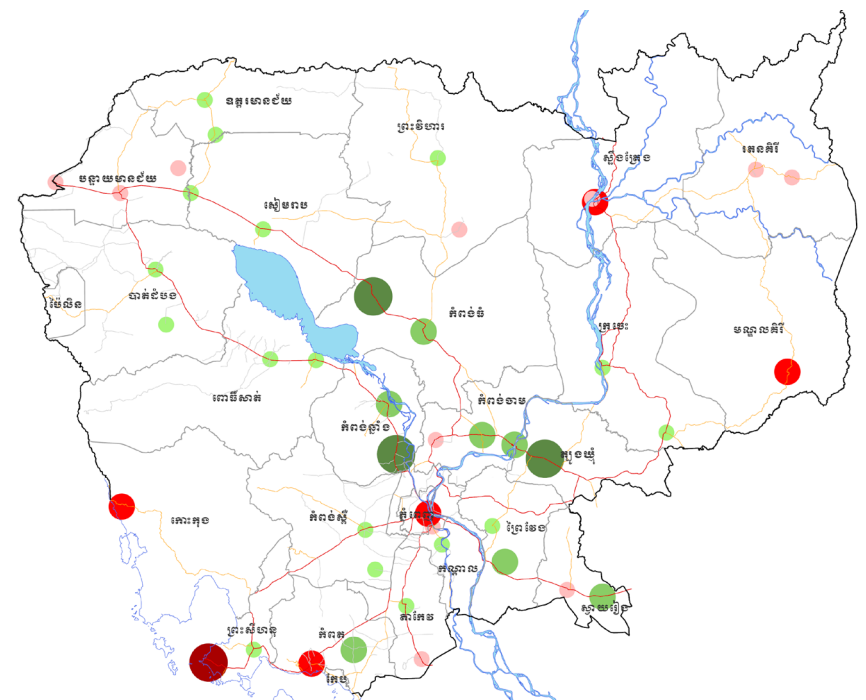 ឧត្តរមានជ័យ
ព្រះវិហារ
ស្ទឹងត្រែង
រតនគិរី
បន្ទាយមានជ័យ
សៀមរាប
ប៉ៃលិន
បាត់ដំបង
កំពង់ធំ
ក្រចេះ
មណ្ឌលគិរី
ពោធិ៍សាត់
កំពង់ចាម
កំពង់ឆ្នាំង
ត្បូងឃ្មុំ
កោះកុង
កំពង់ស្ពឺ
ព្រៃវែង
កណ្ដាល
ស្វាយរៀង
តាកែវ
ព្រះសីហនុ
កំពត
កែប